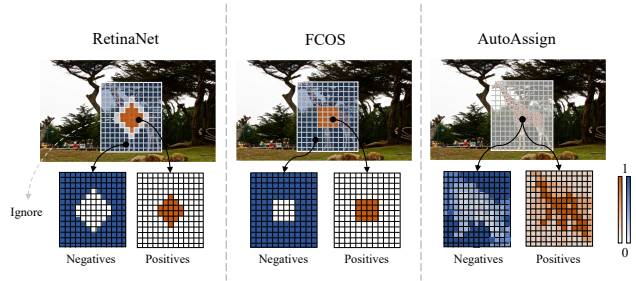 RetinaNet
FCOS
AutoAssign
Ignore
Negatives
Positives
Negatives
Positives
Negatives
Positives
1
0